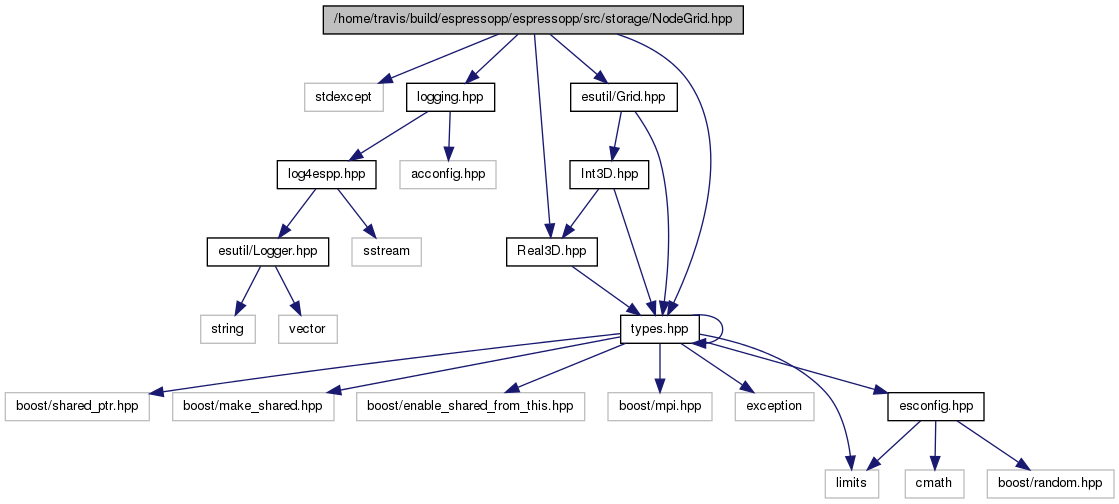 /home/travis/build/espressopp/espressopp/src/storage/NodeGrid.hpp
stdexcept
logging.hpp
esutil/Grid.hpp
log4espp.hpp
acconfig.hpp
Int3D.hpp
esutil/Logger.hpp
sstream
Real3D.hpp
string
vector
types.hpp
boost/shared_ptr.hpp
boost/make_shared.hpp
boost/enable_shared_from_this.hpp
boost/mpi.hpp
exception
esconfig.hpp
limits
cmath
boost/random.hpp